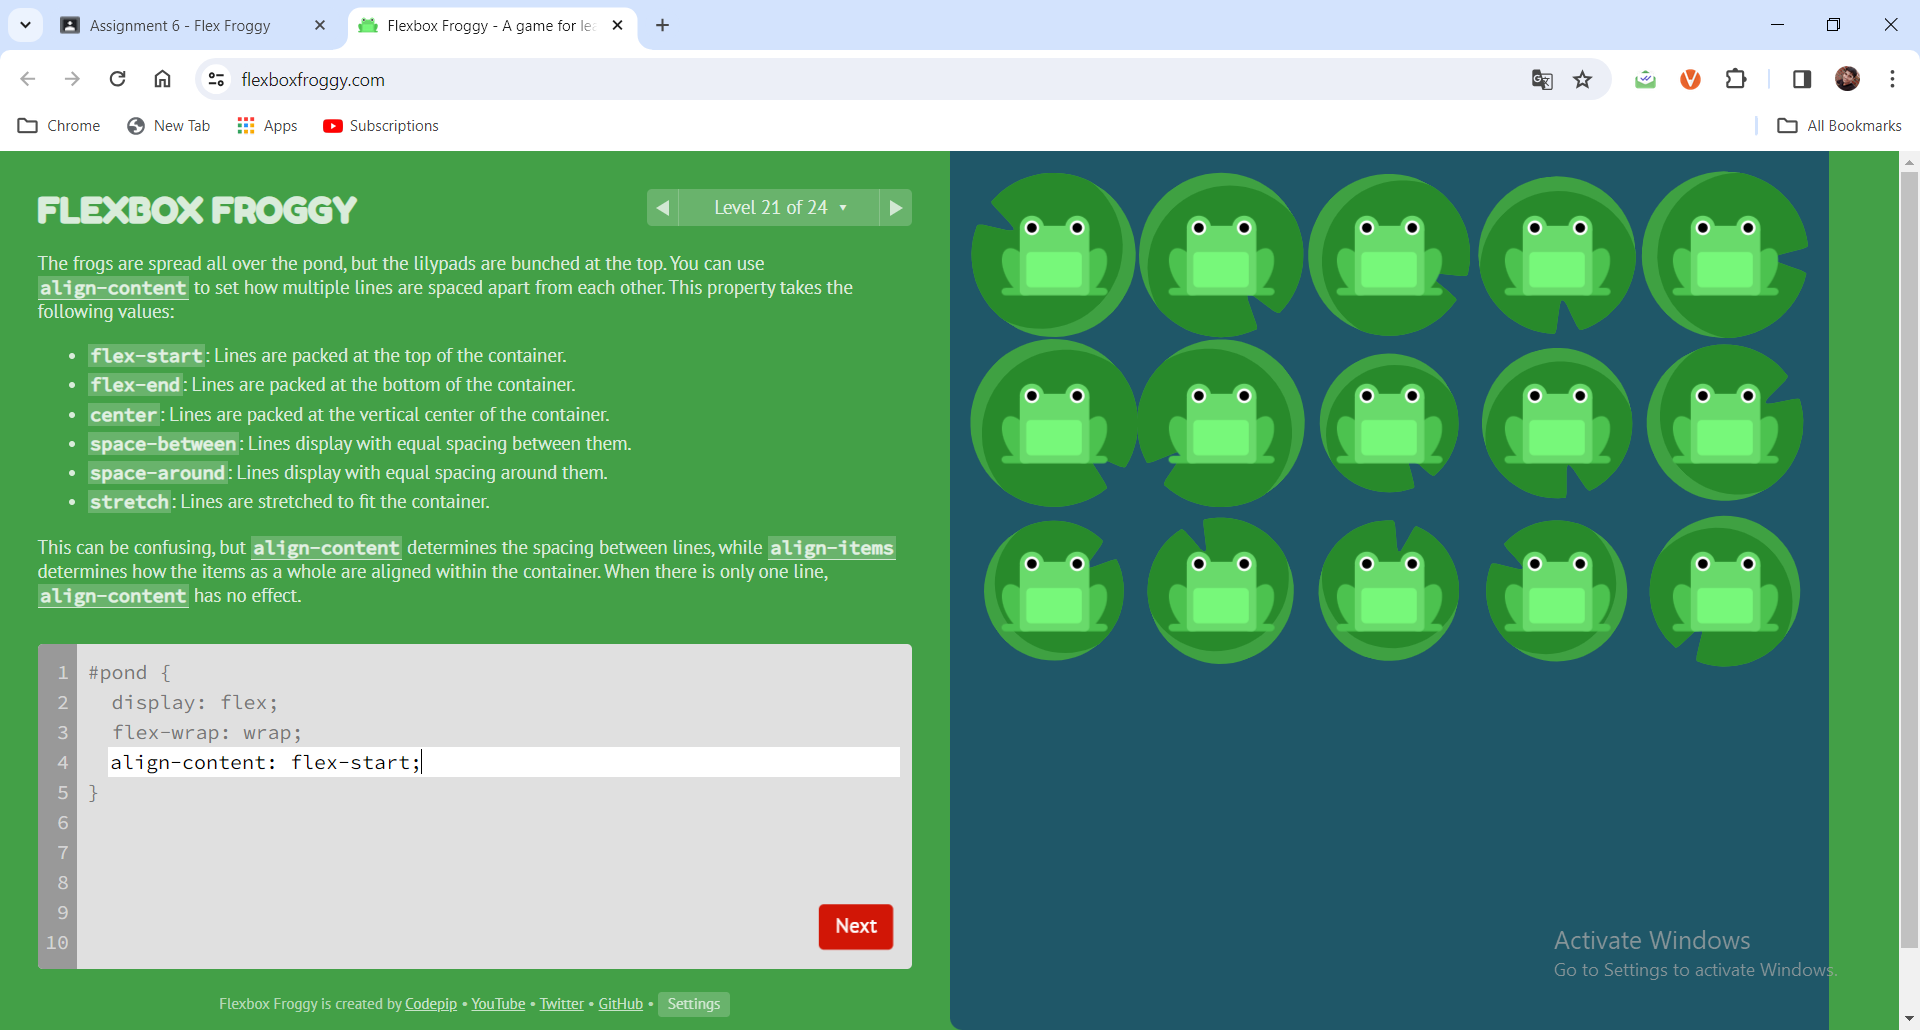 Assignment 6 - Flex Froggy
Flexbox Froggy - A game for lea
flexboxfroggy.com
Chrome New Tab Apps Subscriptions All Bookmarks
FLEXBOX FROGGY
Level 21 of 24
The frogs are spread all over the pond, but the lilypads are bunched at the top. You can use
align-content to set how multiple lines are spaced apart from each other. This property takes the
following values:
• flex-start: Lines are packed at the top of the container.
• flex-end: Lines are packed at the bottom of the container.
• center: Lines are packed at the vertical center of the container.
• space-between: Lines display with equal spacing between them.
• space-around: Lines display with equal spacing around them.
• stretch: Lines are stretched to fit the container.
This can be confusing, but align-content determines the spacing between lines, while align-items
determines how the items as a whole are aligned within the container. When there is only one line,
align-content has no effect.
1 #pond {
2 display: flex;
3 flex-wrap: wrap;
4 align-content: flex-start;
5 }
6
7
8
9
10
Next
Flexbox Froggy is created by Codepip • YouTube • Twitter • GitHub • Settings
Activate Windows
Go to Settings to activate Windows.